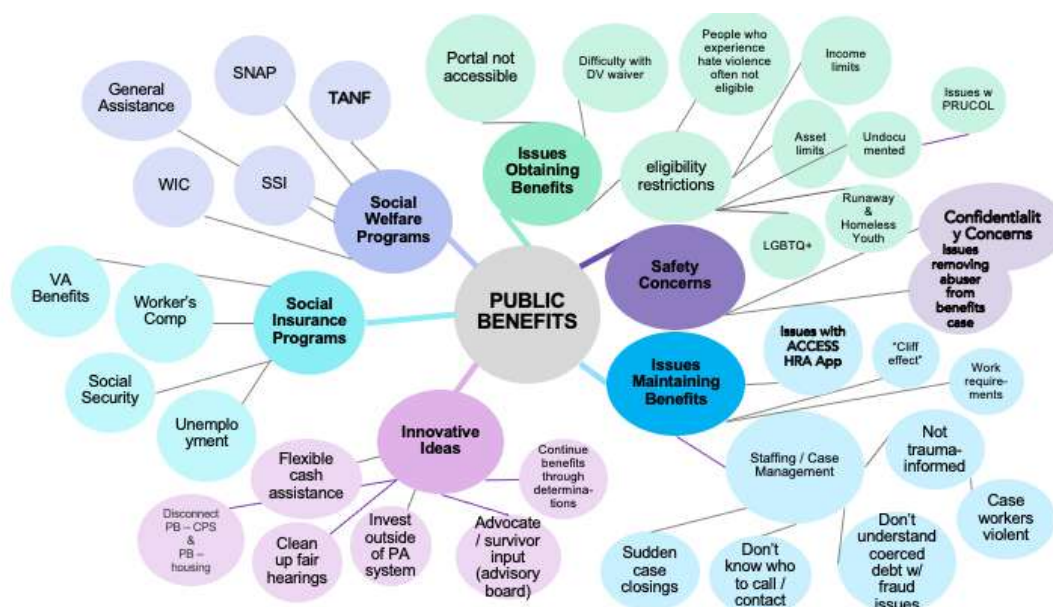 SNAP
General
Assistance
TANF
WIC
SSI
Social
Welfare
Programs
Portal not
accessible
Difficulty with
DV waiver
People who
experience
hate violence
often not
eligible
Income
limits
Issues w
PRUCOL
Issues
Obtaining
Benefits
eligibility
restrictions
Asset
limits
Undocu
mented
LGBTQ+
Runaway
&
Homeless
Youth
Confidentialit
y Concerns
Issues
removing
abuser
from
benefits
case
Safety
Concerns
PUBLIC
BENEFITS
VA
Benefits
Worker's
Comp
Social
Insurance
Programs
Social
Security
Unemplo
yment
Issues
Maintaining
Benefits
Issues with
ACCESS
HRA App
"Cliff
effect"
Work
require-
ments
Staffing / Case
Management
Not
trauma-
informed
Case
workers
violent
Don't
understand
coerced
debt w/
fraud
issues
Don't
know who
to call /
contact
Sudden
case
closings
Innovative
Ideas
Flexible
cash
assistance
Continue
benefits
through
determina-
tions
Disconnect
PB – CPS
&
PB –
housing
Clean
up fair
hearings
Invest
outside
of PA
system
Advocate
/ survivor
input
(advisory
board)